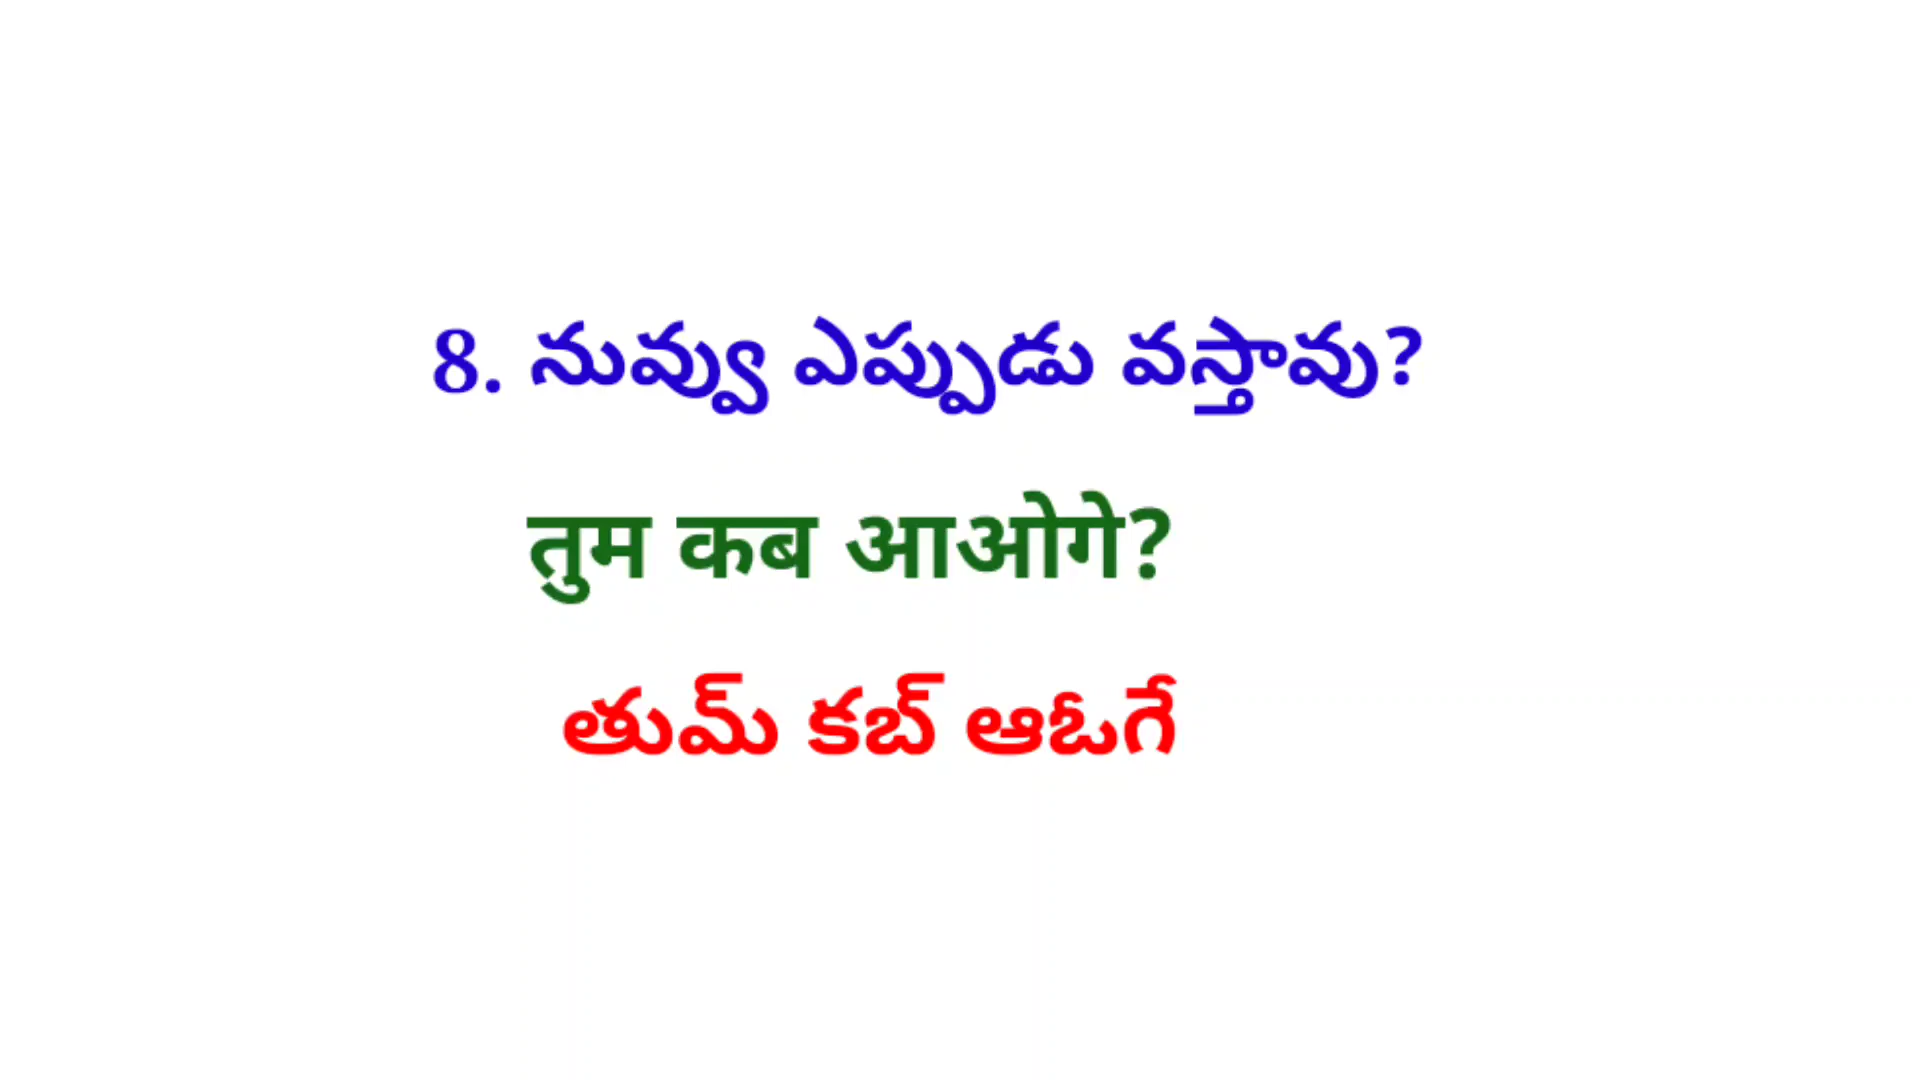 8. నువ్వు ఎప్పుడు వస్తావు?
तुम कब आओगे?
తుమ్ కబ్ ఆఓగే